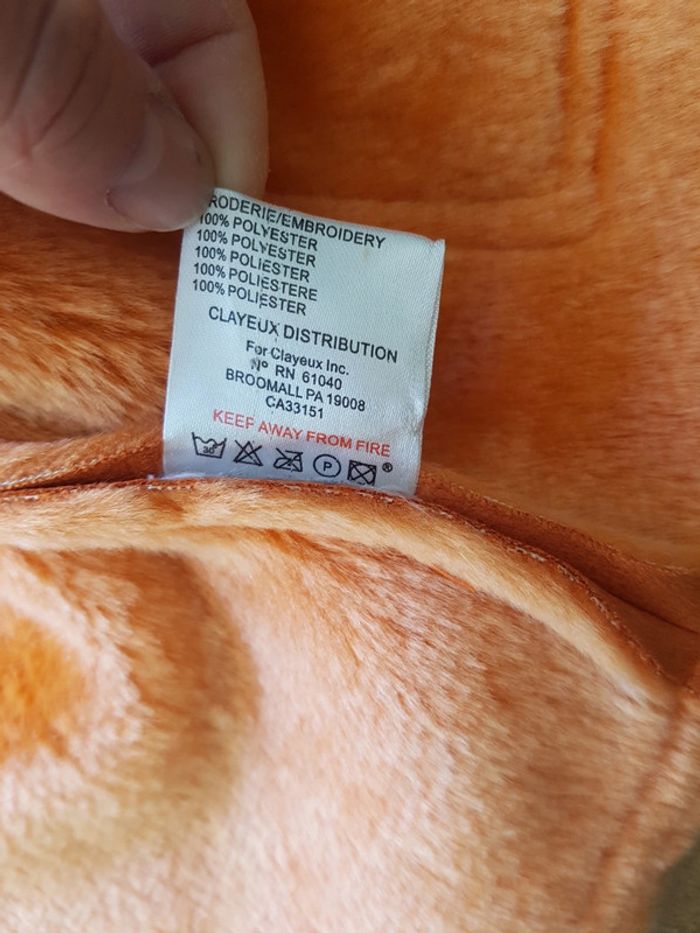 RODERIE/EMBROIDERY
100% POLYESTER
100% POLYESTER
100% POLIESTER
100% POLIESTERE
100% POLIESTER
CLAYEUX DISTRIBUTION
For Clayeux Inc.
N° RN 61040
BROOMALL PA 19008
CA33151
KEEP AWAY FROM FIRE
30° P ®